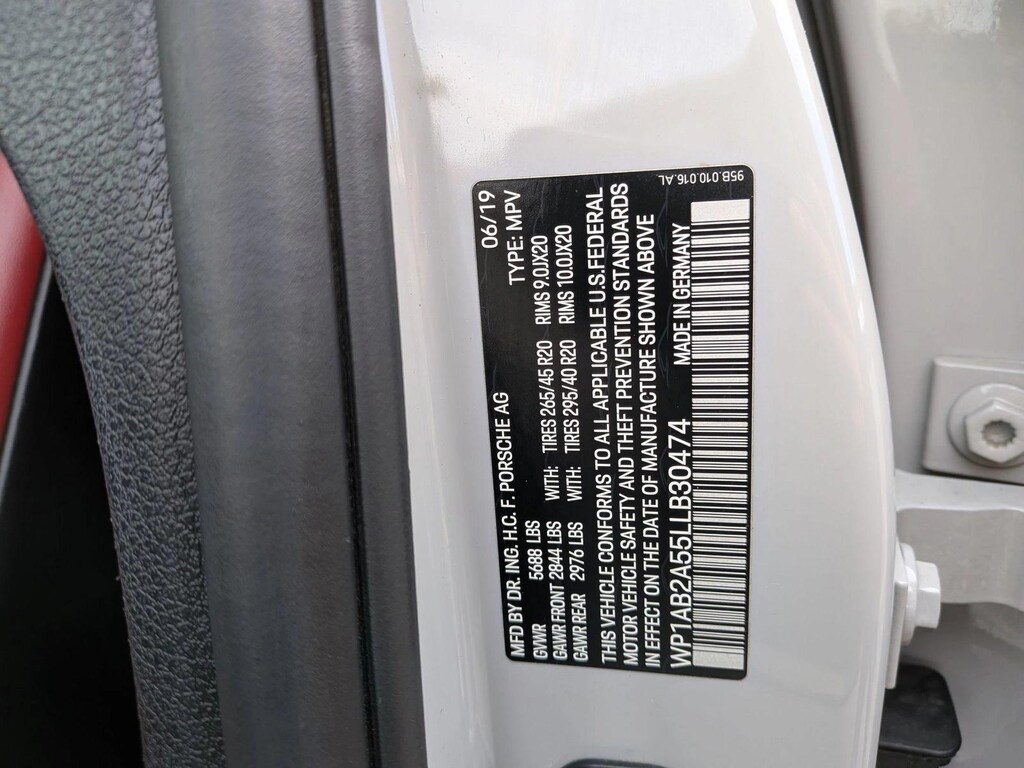 MFD BY DR. ING. H.C. F. PORSCHE AG 06/19
GVWR 5688 LBS TYPE: MPV
GAWR FRONT 2844 LBS WITH: TIRES 265/45 R20 RIMS 9.0JX20
GAWR REAR 2976 LBS WITH: TIRES 295/40 R20 RIMS 10.0JX20
THIS VEHICLE CONFORMS TO ALL APPLICABLE U.S. FEDERAL
MOTOR VEHICLE SAFETY AND THEFT PREVENTION STANDARDS
IN EFFECT ON THE DATE OF MANUFACTURE SHOWN ABOVE
WP1AB2A55LLB30474 MADE IN GERMANY
95B.010.016.AL